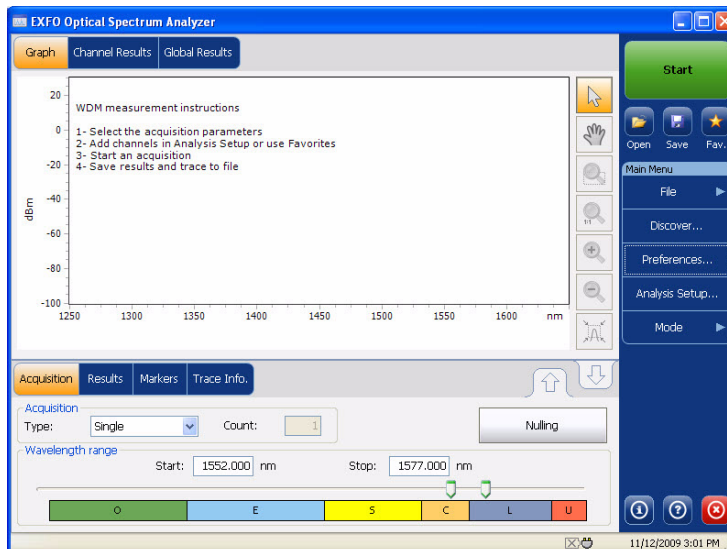 EXFO Optical Spectrum Analyzer
Graph
Channel Results
Global Results
WDM measurement instructions
1- Select the acquisition parameters
2- Add channels in Analysis Setup or use Favorites
3- Start an acquisition
4- Save results and trace to file
dBm
20
0
-20
-40
-60
-80
-100
1250 1300 1350 1400 1450 1500 1550 1600 nm
1:1
Start
Open Save Fav.
Main Menu
File
Discover...
Preferences...
Analysis Setup...
Mode
Acquisition Results Markers Trace Info.
Acquisition
Type: Single Count: 1
Nulling
Wavelength range
Start: 1552.000 nm Stop: 1577.000 nm
O E S C L U
11/12/2009 3:01 PM